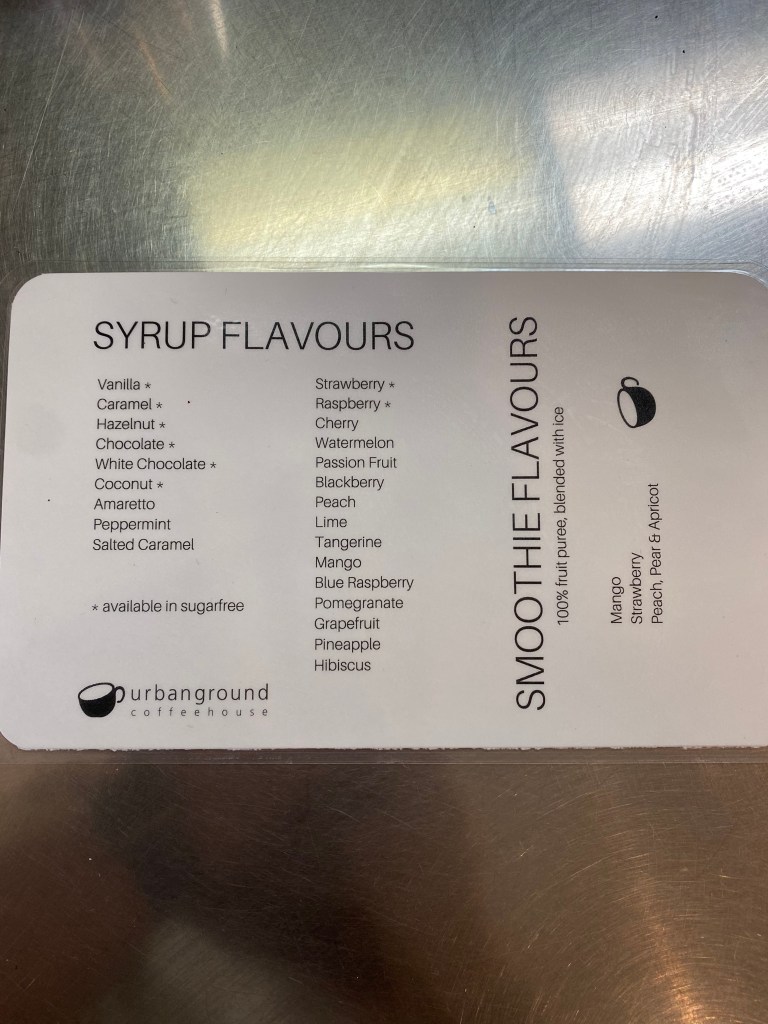 SYRUP FLAVOURS
Vanilla *
Caramel *
Hazelnut *
Chocolate *
White Chocolate *
Coconut *
Amaretto
Peppermint
Salted Caramel
* available in sugarfree
Strawberry *
Raspberry *
Cherry
Watermelon
Passion Fruit
Blackberry
Peach
Lime
Tangerine
Mango
Blue Raspberry
Pomegranate
Grapefruit
Pineapple
Hibiscus
urbanground
coffeehouse
SMOOTHIE FLAVOURS
100% fruit puree, blended with ice
Mango
Strawberry
Peach, Pear & Apricot